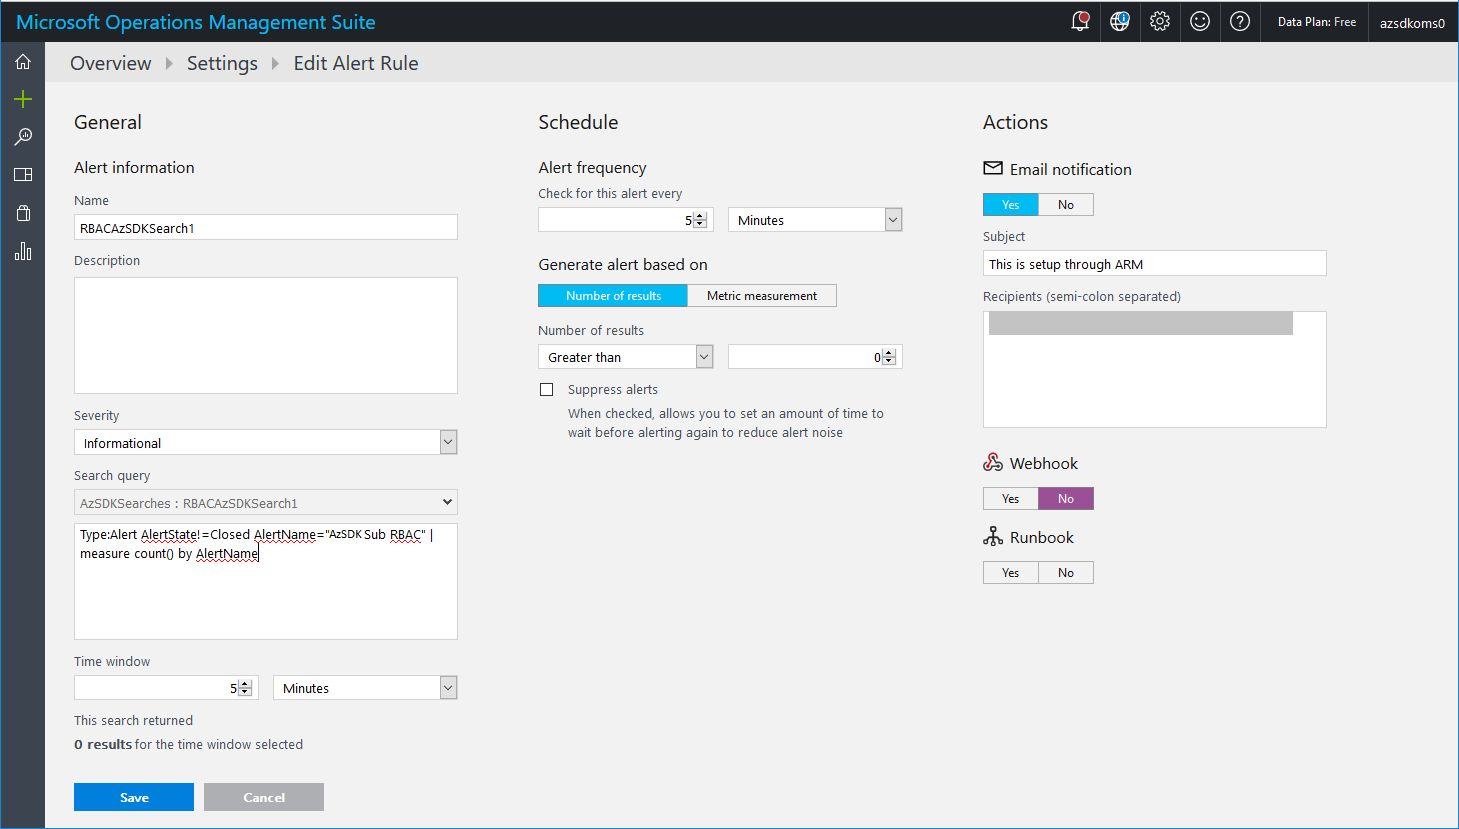 Microsoft Operations Management Suite
Data Plan: Free
azsdkoms0
Overview Settings Edit Alert Rule
General
Alert information
Name
RBACAzSDKSearch1
Description
Severity
Informational
Search query
AzSDKSearches : RBACAzSDKSearch1
Type:Alert AlertState!=Closed AlertName="AzSDK Sub RBAC" |
measure count() by AlertName
Time window
5 Minutes
This search returned
0 results for the time window selected
Save Cancel
Schedule
Alert frequency
Check for this alert every
5 Minutes
Generate alert based on
Number of results Metric measurement
Number of results
Greater than 0
Suppress alerts
When checked, allows you to set an amount of time to
wait before alerting again to reduce alert noise
Actions
Email notification
Yes No
Subject
This is setup through ARM
Recipients (semi-colon separated)
Webhook
Yes No
Runbook
Yes No